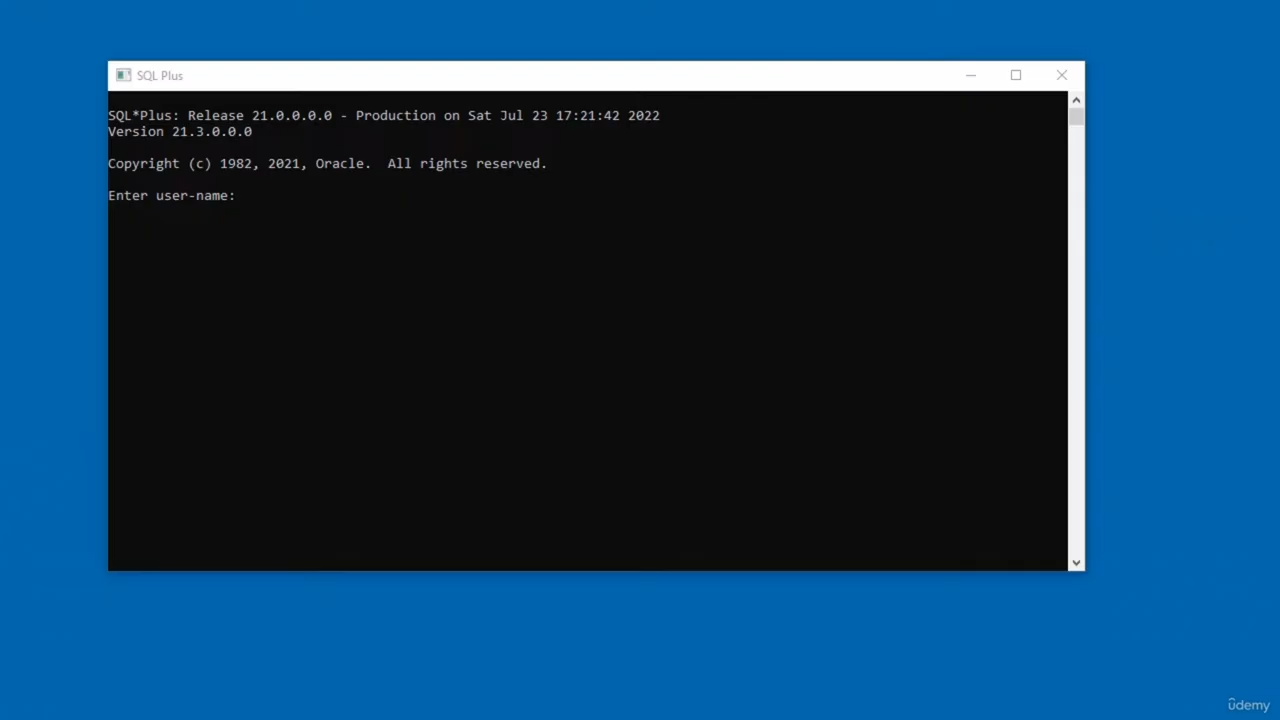 SQL Plus
SQL*Plus: Release 21.0.0.0.0 - Production on Sat Jul 23 17:21:42 2022
Version 21.3.0.0.0
Copyright (c) 1982, 2021, Oracle.  All rights reserved.
Enter user-name:
ûdemy